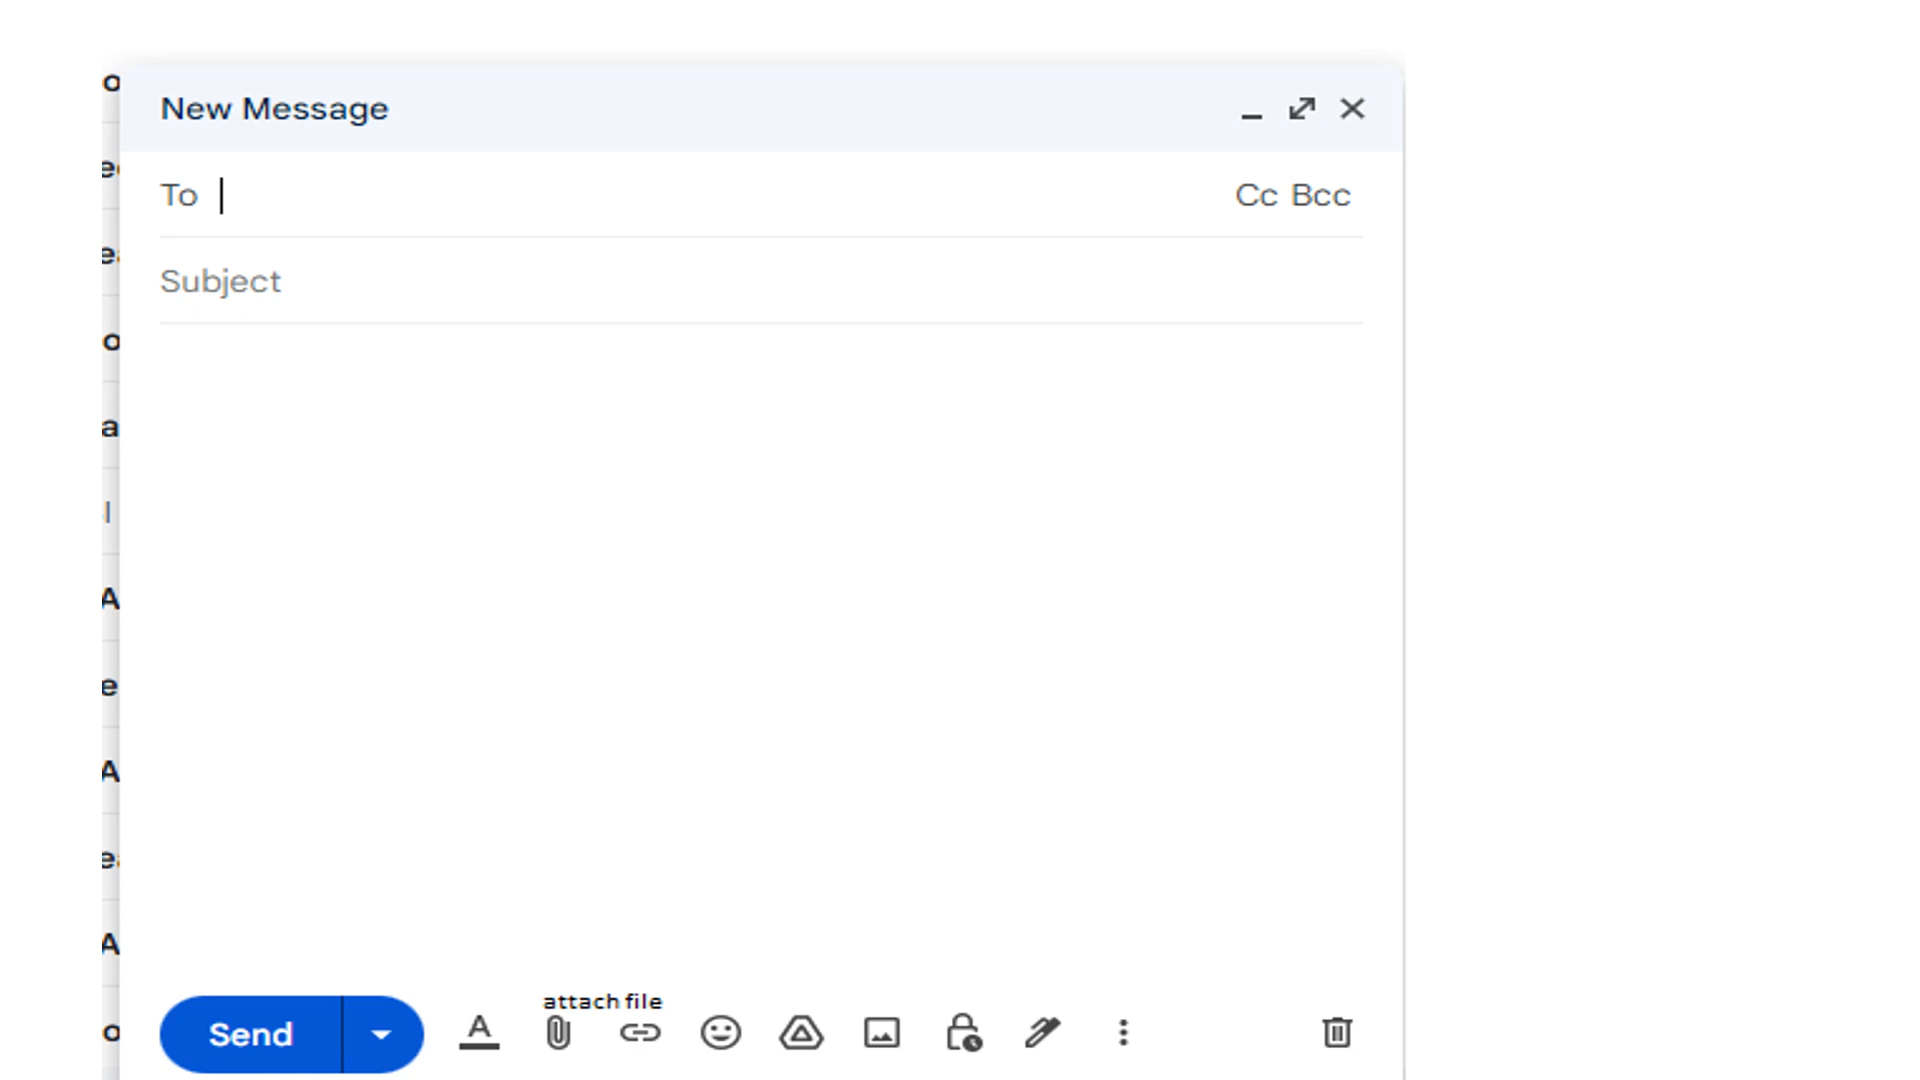 New Message
To Cc Bcc
Subject
attach file
Send